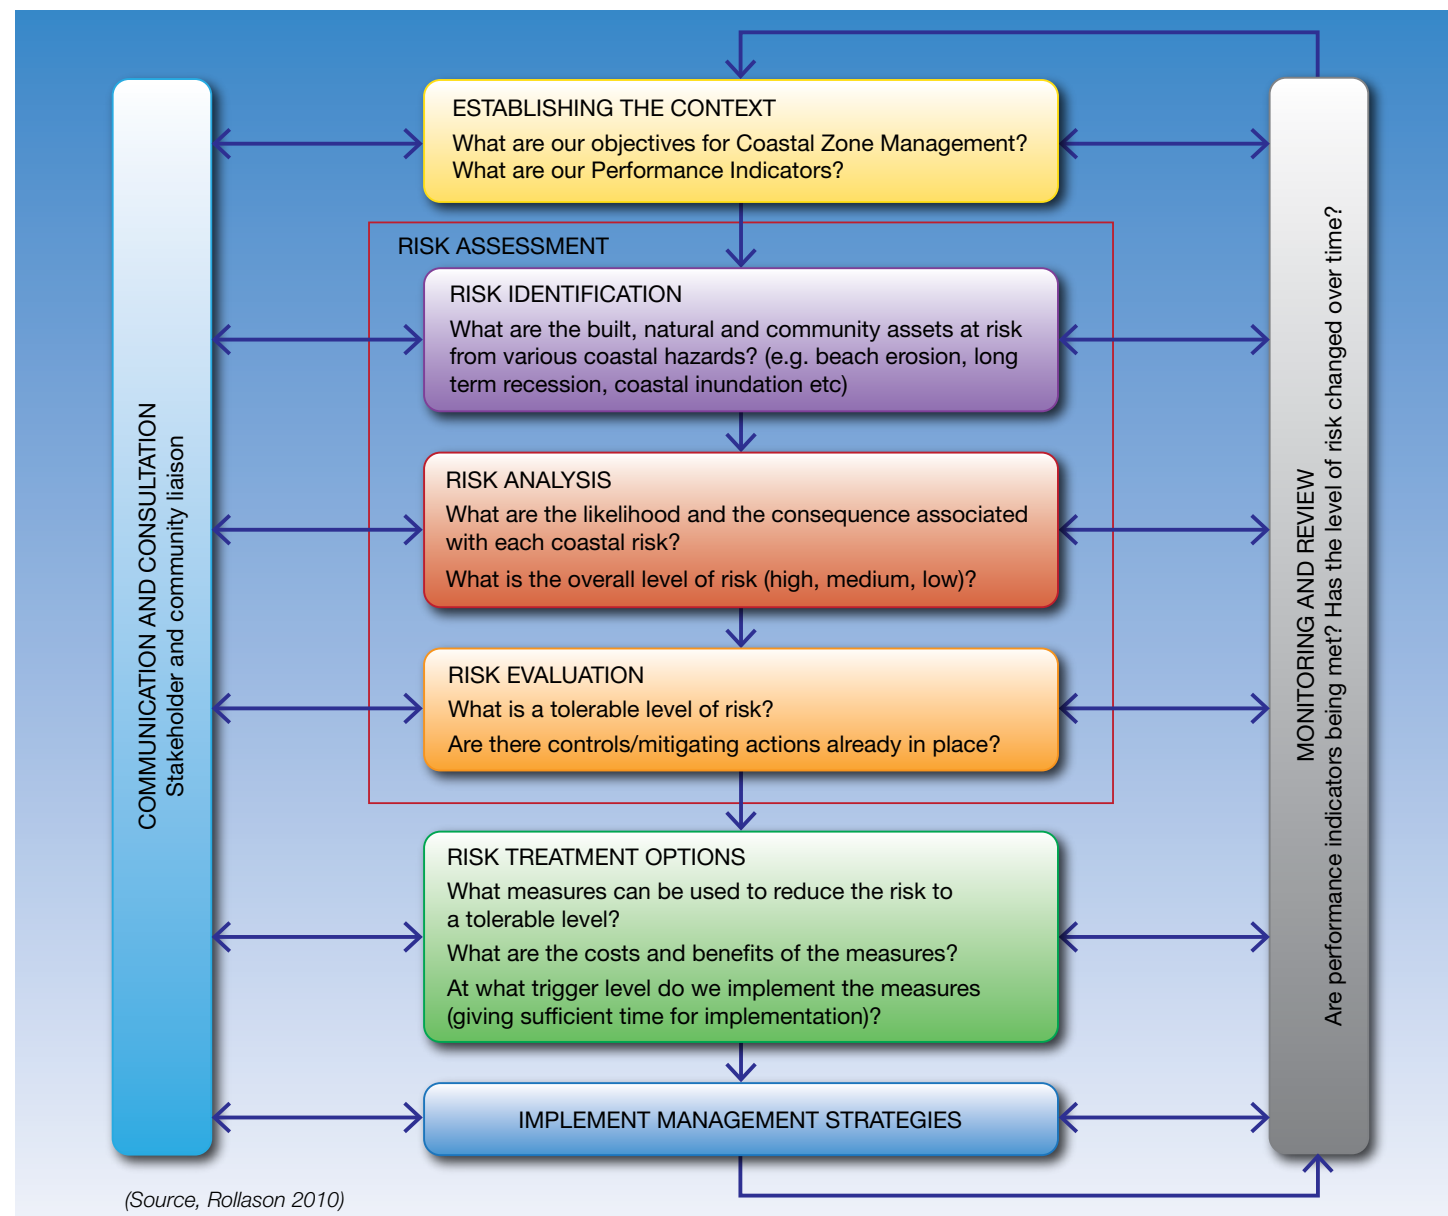 ESTABLISHING THE CONTEXT
What are our objectives for Coastal Zone Management?
What are our Performance Indicators?
RISK ASSESSMENT
RISK IDENTIFICATION
What are the built, natural and community assets at risk
from various coastal hazards? (e.g. beach erosion, long
term recession, coastal inundation etc)
RISK ANALYSIS
What are the likelihood and the consequence associated
with each coastal risk?
What is the overall level of risk (high, medium, low)?
RISK EVALUATION
What is a tolerable level of risk?
Are there controls/mitigating actions already in place?
RISK TREATMENT OPTIONS
What measures can be used to reduce the risk to
a tolerable level?
What are the costs and benefits of the measures?
At what trigger level do we implement the measures
(giving sufficient time for implementation)?
IMPLEMENT MANAGEMENT STRATEGIES
COMMUNICATION AND CONSULTATION
Stakeholder and community liaison
MONITORING AND REVIEW
Are performance indicators being met? Has the level of risk changed over time?
(Source, Rollason 2010)